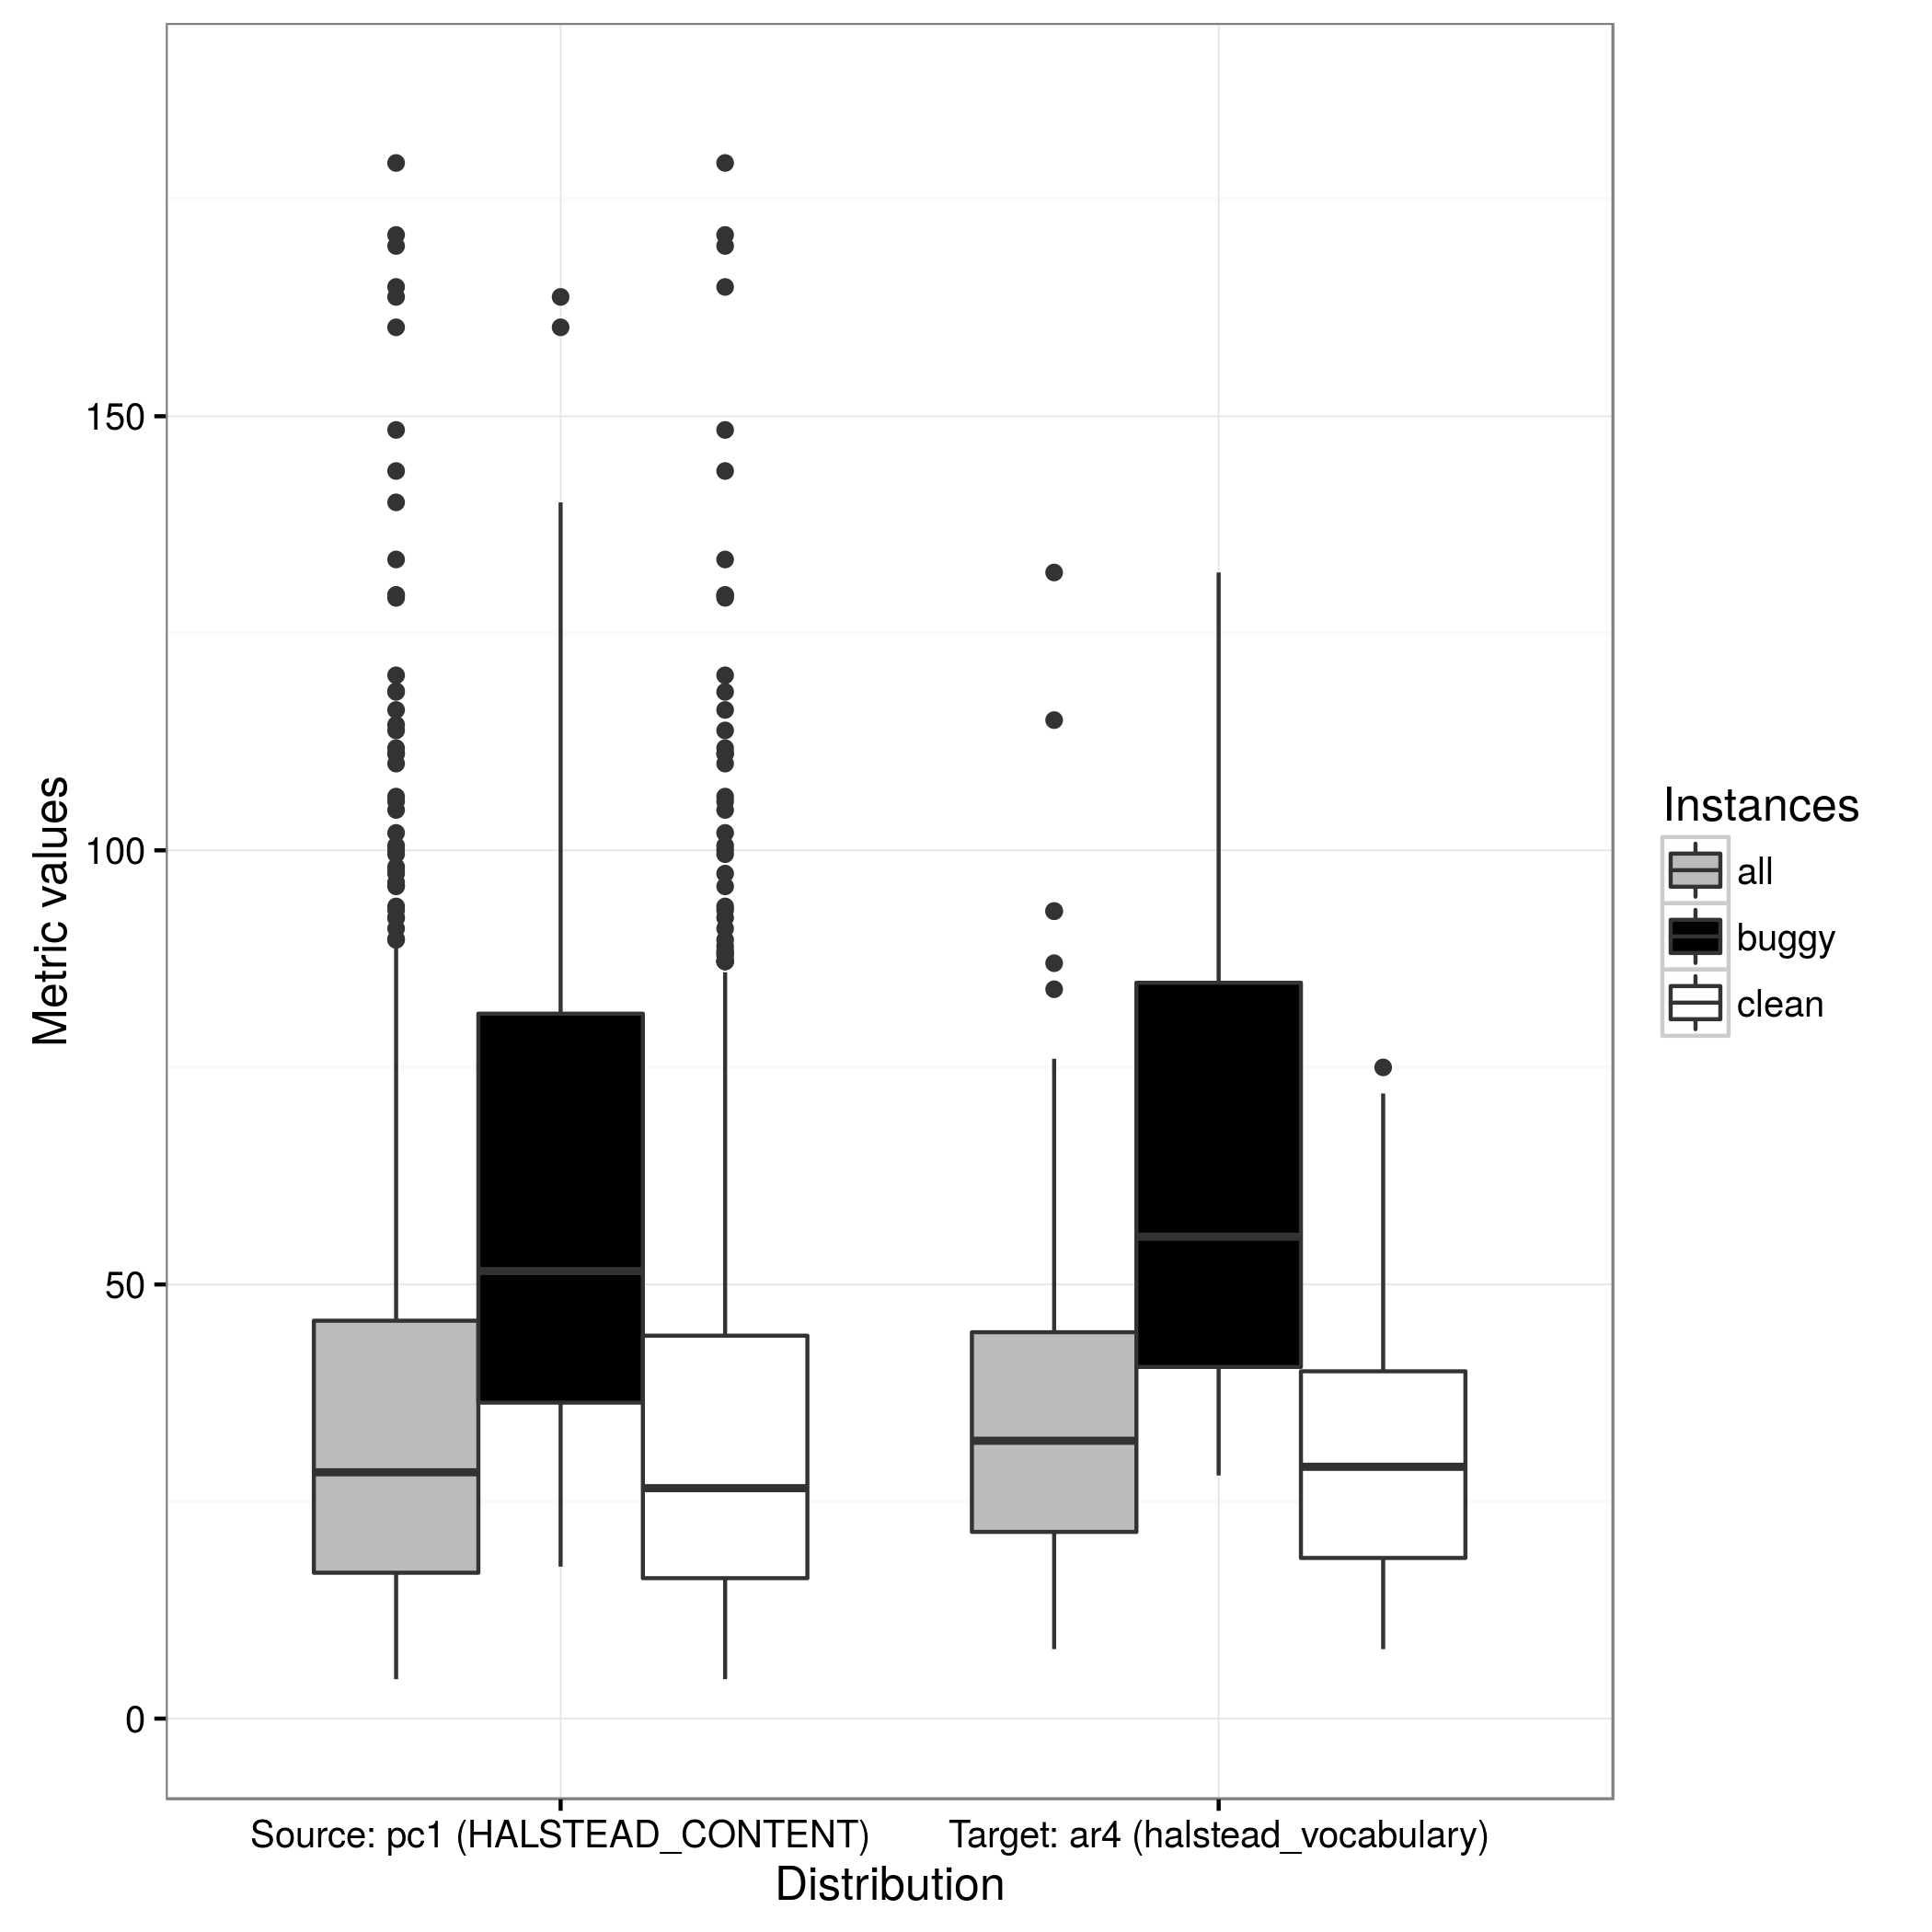 Metric values
150
100
50
0
Source: pc1 (HALSTEAD_CONTENT)
Target: ar4 (halstead_vocabulary)
Distribution
Instances
all
buggy
clean